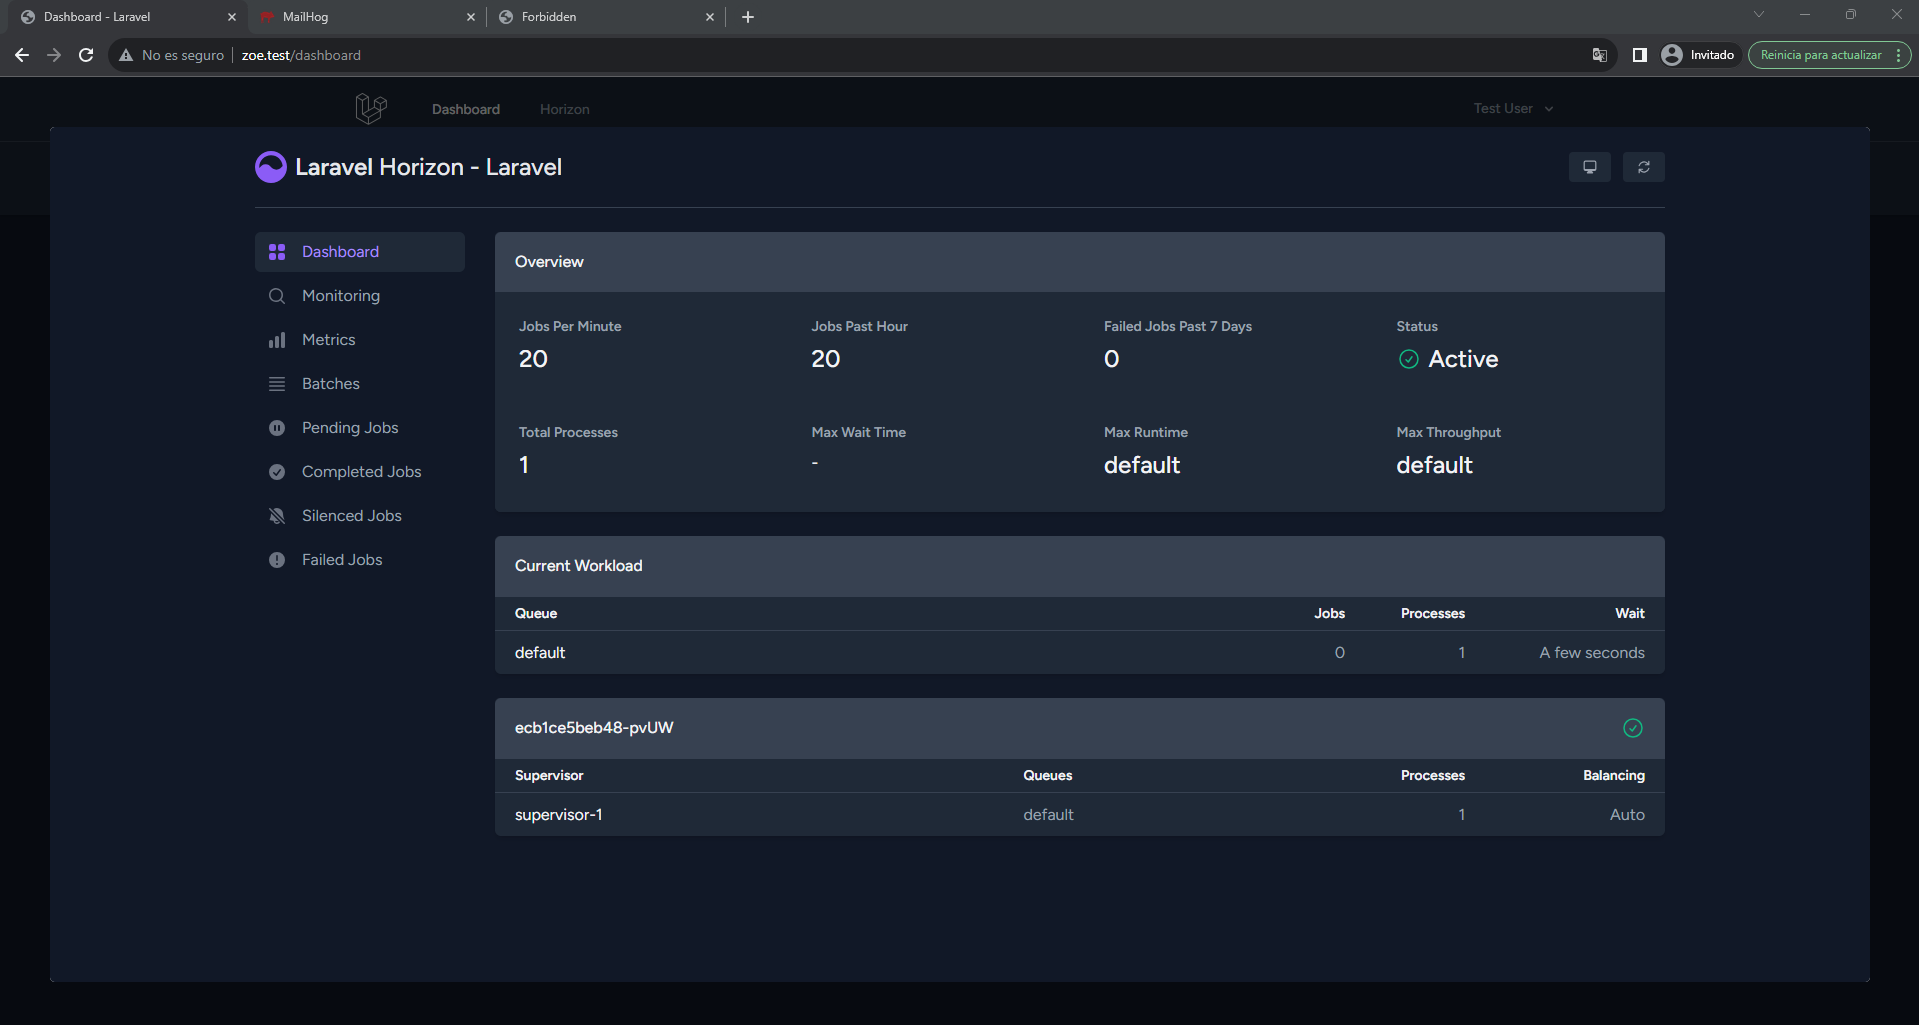 Dashboard - Laravel
MailHog
Forbidden
No es seguro
zoe.test/dashboard
Invitado
Reinicia para actualizar
Dashboard
Horizon
Test User
Laravel Horizon - Laravel
Dashboard
Monitoring
Metrics
Batches
Pending Jobs
Completed Jobs
Silenced Jobs
Failed Jobs
Overview
Jobs Per Minute
20
Jobs Past Hour
20
Failed Jobs Past 7 Days
0
Status
Active
Total Processes
1
Max Wait Time
-
Max Runtime
default
Max Throughput
default
Current Workload
Queue Jobs Processes Wait
default 0 1 A few seconds
ecb1ce5beb48-pvUW
Supervisor Queues Processes Balancing
supervisor-1 default 1 Auto